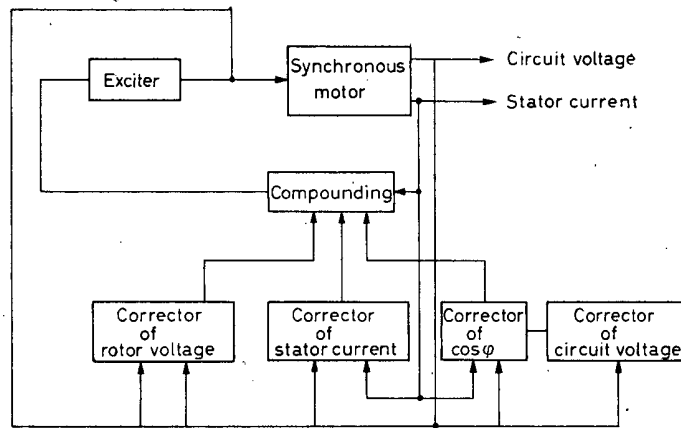 Exciter
Synchronous
motor
Circuit voltage
Stator current
Compounding
Corrector
of
rotor voltage
Corrector
of
stator current
Corrector
of
cosφ
Corrector
of
circuit voltage